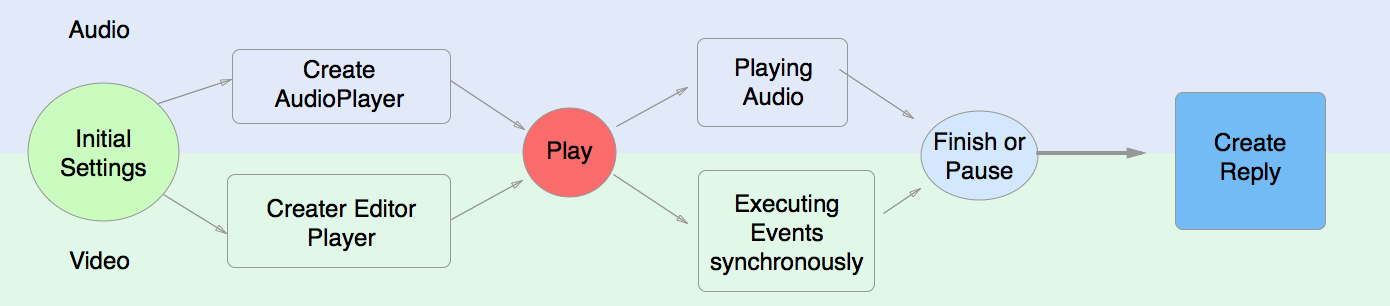 Audio
Create
AudioPlayer
Playing
Audio
Initial
Settings
Play
Finish or
Pause
Create
Reply
Creater Editor
Player
Executing
Events
synchronously
Video